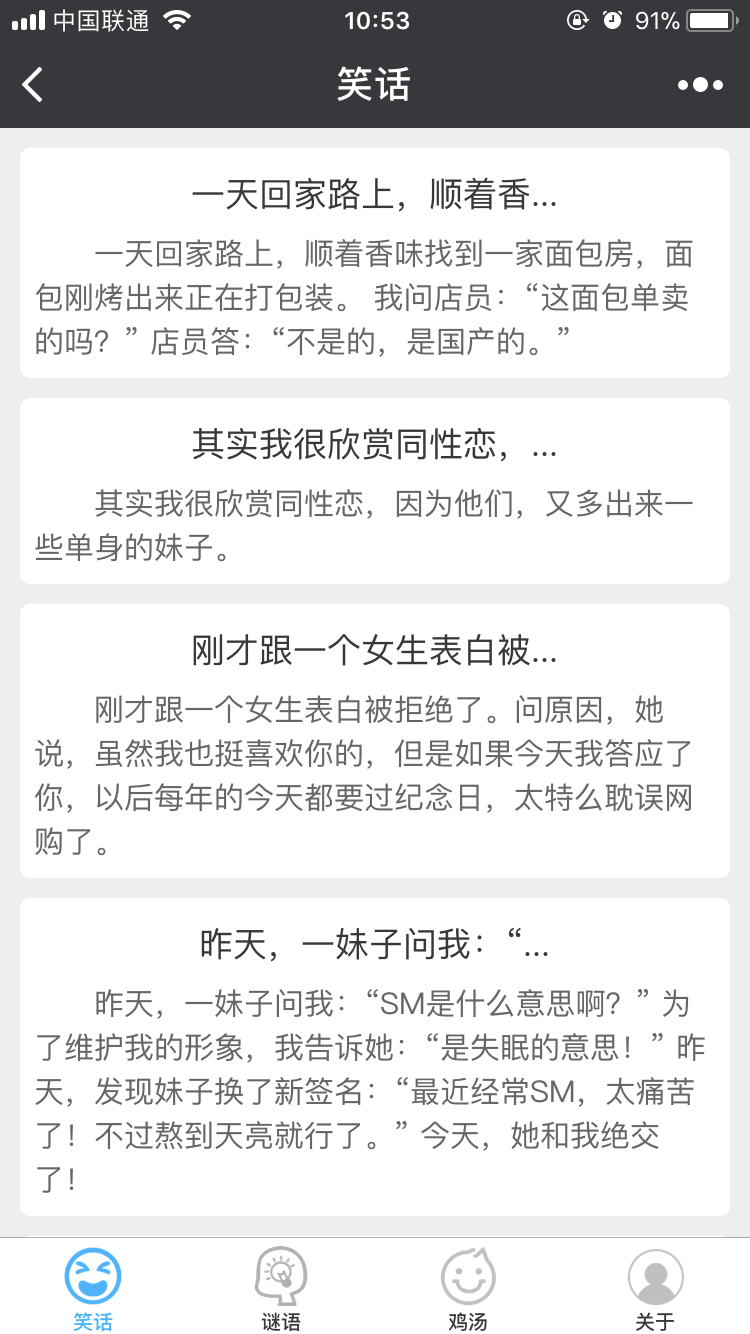 中国联通 10:53 91%
笑话
一天回家路上，顺着香...
一天回家路上，顺着香味找到一家面包房，面
包刚烤出来正在打包装。 我问店员：“这面包单卖
的吗？” 店员答：“不是的，是国产的。”
其实我很欣赏同性恋，...
其实我很欣赏同性恋，因为他们，又多出来一
些单身的妹子。
刚才跟一个女生表白被...
刚才跟一个女生表白被拒绝了。问原因，她
说，虽然我也挺喜欢你的，但是如果今天我答应了
你，以后每年的今天都要过纪念日，太特么耽误网
购了。
昨天，一妹子问我：“...
昨天，一妹子问我：“SM是什么意思啊？” 为
了维护我的形象，我告诉她：“是失眠的意思！” 昨
天，发现妹子换了新签名：“最近经常SM，太痛苦
了！不过熬到天亮就行了。” 今天，她和我绝交
了！
笑话 谜语 鸡汤 关于